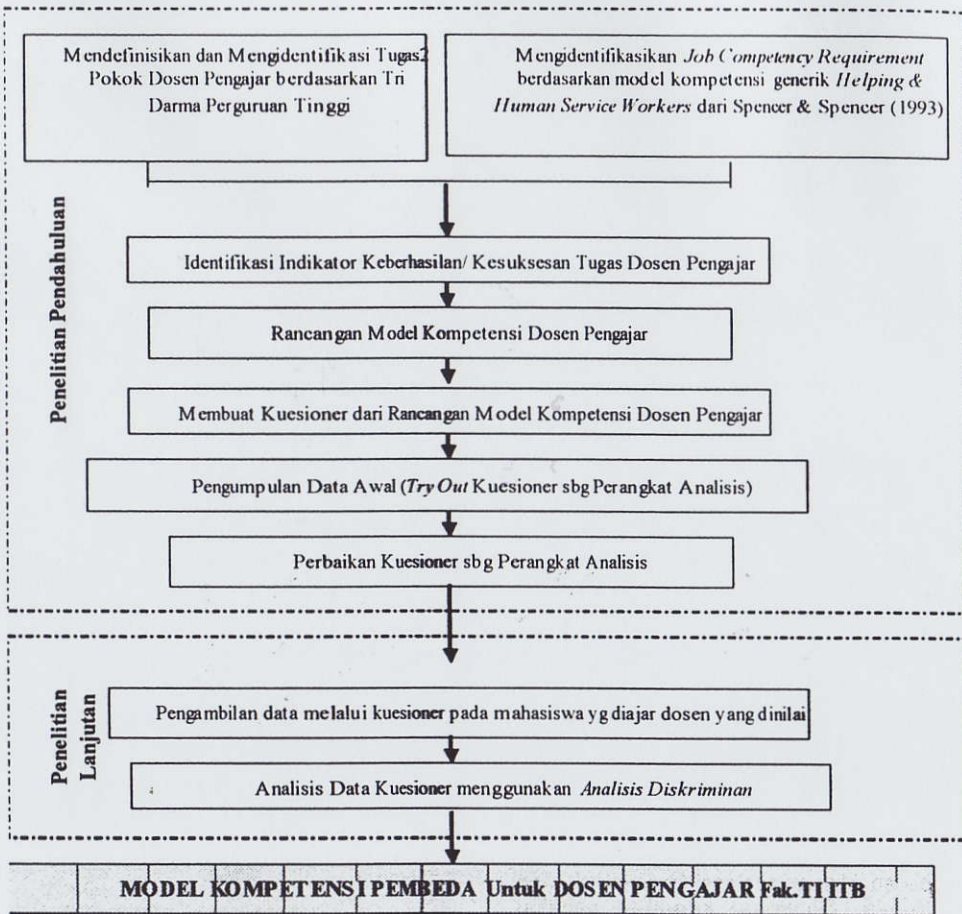 Mendefinisikan dan Mengidentifikasi Tugas2
Pokok Dosen Pengajar berdasarkan Tri
Darma Perguruan Tinggi
Mengidentifikasikan Job Competency Requirement
berdasarkan model kompetensi generik Helping &
Human Service Workers dari Spencer & Spencer (1993)
Penelitian Pendahuluan
Identifikasi Indikator Keberhasilan/ Kesuksesan Tugas Dosen Pengajar
Rancangan Model Kompetensi Dosen Pengajar
Membuat Kuesioner dari Rancangan Model Kompetensi Dosen Pengajar
Pengumpulan Data Awal (Try Out Kuesioner sbg Perangkat Analisis)
Perbaikan Kuesioner sbg Perangkat Analisis
Penelitian
Lanjutan
Pengambilan data melalui kuesioner pada mahasiswa yg diajar dosen yang dinilai
Analisis Data Kuesioner menggunakan Analisis Diskriminan
MODEL KOMPETENSI PEMBEDA Untuk DOSEN PENGAJAR Fak.TI ITB